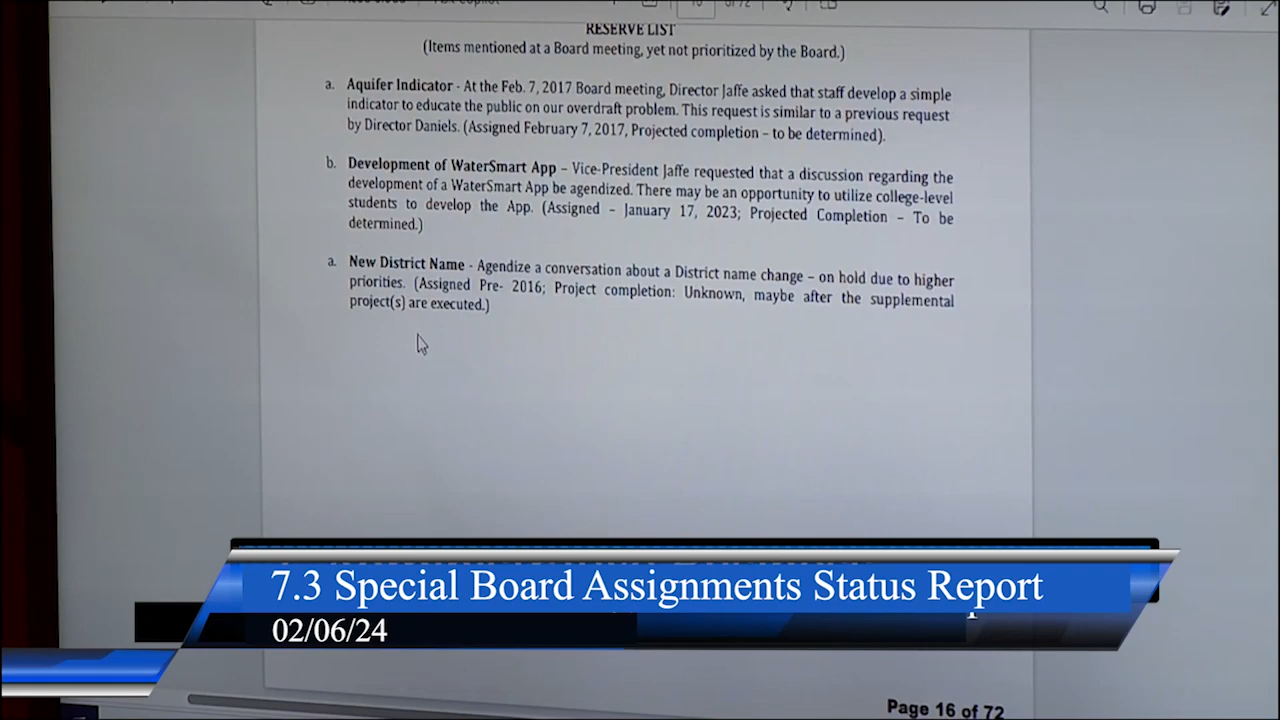 RESERVE LIST
(Items mentioned at a Board meeting, yet not prioritized by the Board.)
a. Aquifer Indicator - At the Feb. 7, 2017 Board meeting, Director Jaffe asked that staff develop a simple
indicator to educate the public on our overdraft problem. This request is similar to a previous request
by Director Daniels. (Assigned February 7, 2017, Projected completion – to be determined).
b. Development of WaterSmart App – Vice-President Jaffe requested that a discussion regarding the
development of a WaterSmart App be agendized. There may be an opportunity to utilize college-level
students to develop the App. (Assigned – January 17, 2023; Projected Completion – To be
determined.)
a. New District Name - Agendize a conversation about a District name change – on hold due to higher
priorities. (Assigned Pre- 2016; Project completion: Unknown, maybe after the supplemental
project(s) are executed.)
7.3 Special Board Assignments Status Report
02/06/24
Page 16 of 72